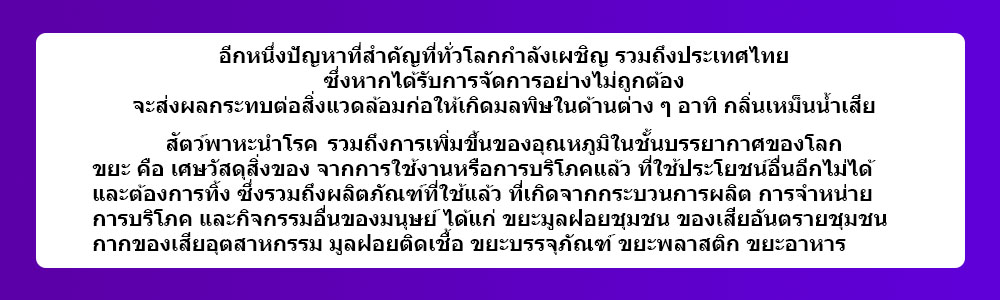 อีกหนึ่งปัญหาที่สำคัญที่ทั่วโลกกำลังเผชิญ รวมถึงประเทศไทย
ซึ่งหากได้รับการจัดการอย่างไม่ถูกต้อง
จะส่งผลกระทบต่อสิ่งแวดล้อมก่อให้เกิดมลพิษในด้านต่าง ๆ อาทิ กลิ่นเหม็นน้ำเสีย
สัตว์พาหะนำโรค รวมถึงการเพิ่มขึ้นของอุณหภูมิในชั้นบรรยากาศของโลก
ขยะ คือ เศษวัสดุสิ่งของ จากการใช้งานหรือการบริโภคแล้ว ที่ใช้ประโยชน์อื่นอีกไม่ได้
และต้องการทิ้ง ซึ่งรวมถึงผลิตภัณฑ์ที่ใช้แล้ว ที่เกิดจากกระบวนการผลิต การจำหน่าย
การบริโภค และกิจกรรมอื่นของมนุษย์ ได้แก่ ขยะมูลฝอยชุมชน ของเสียอันตรายชุมชน
กากของเสียอุตสาหกรรม มูลฝอยติดเชื้อ ขยะบรรจุภัณฑ์ ขยะพลาสติก ขยะอาหาร